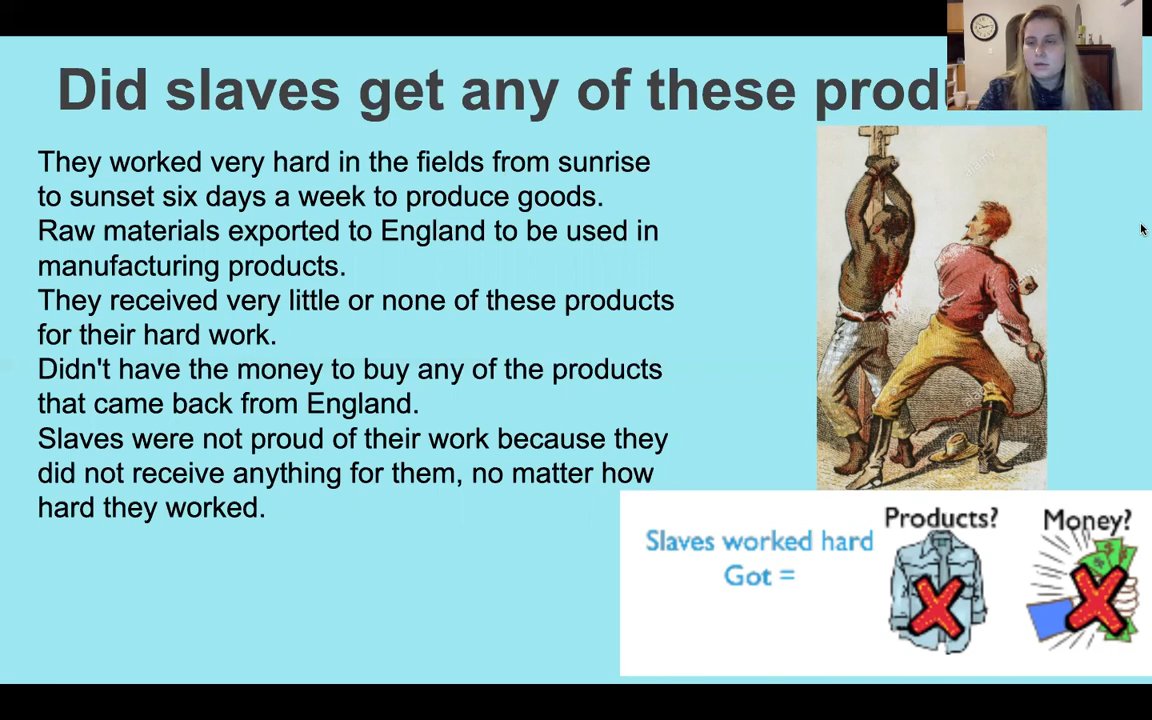 Did slaves get any of these
They worked very hard in the fields from sunrise
to sunset six days a week to produce goods.
Raw materials exported to England to be used in
manufacturing products.
They received very little or none of these products
for their hard work.
Didn't have the money to buy any of the products
that came back from England.
Slaves were not proud of their work because they
did not receive anything for them, no matter how
hard they worked.
alamy
Slaves worked hard
Got =
Products?
Money?